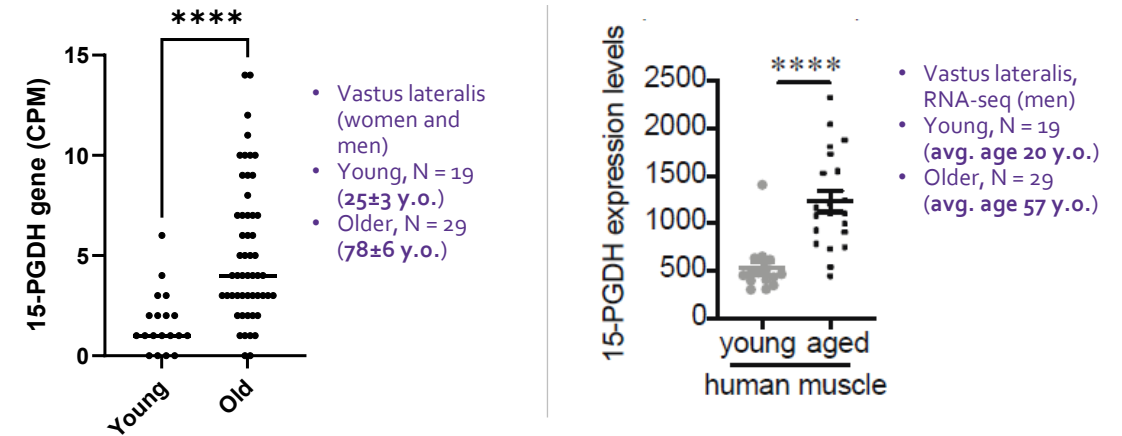 ****
15-PGDH gene (CPM)
15
10
5
0
Young
Old
• Vastus lateralis
(women and
men)
• Young, N = 19
(25±3 y.o.)
• Older, N = 29
(78±6 y.o.)
15-PGDH expression levels
****
2500
2000
1500
1000
500
0
young aged
human muscle
• Vastus lateralis,
RNA-seq (men)
• Young, N = 19
(avg. age 20 y.o.)
• Older, N = 29
(avg. age 57 y.o.)